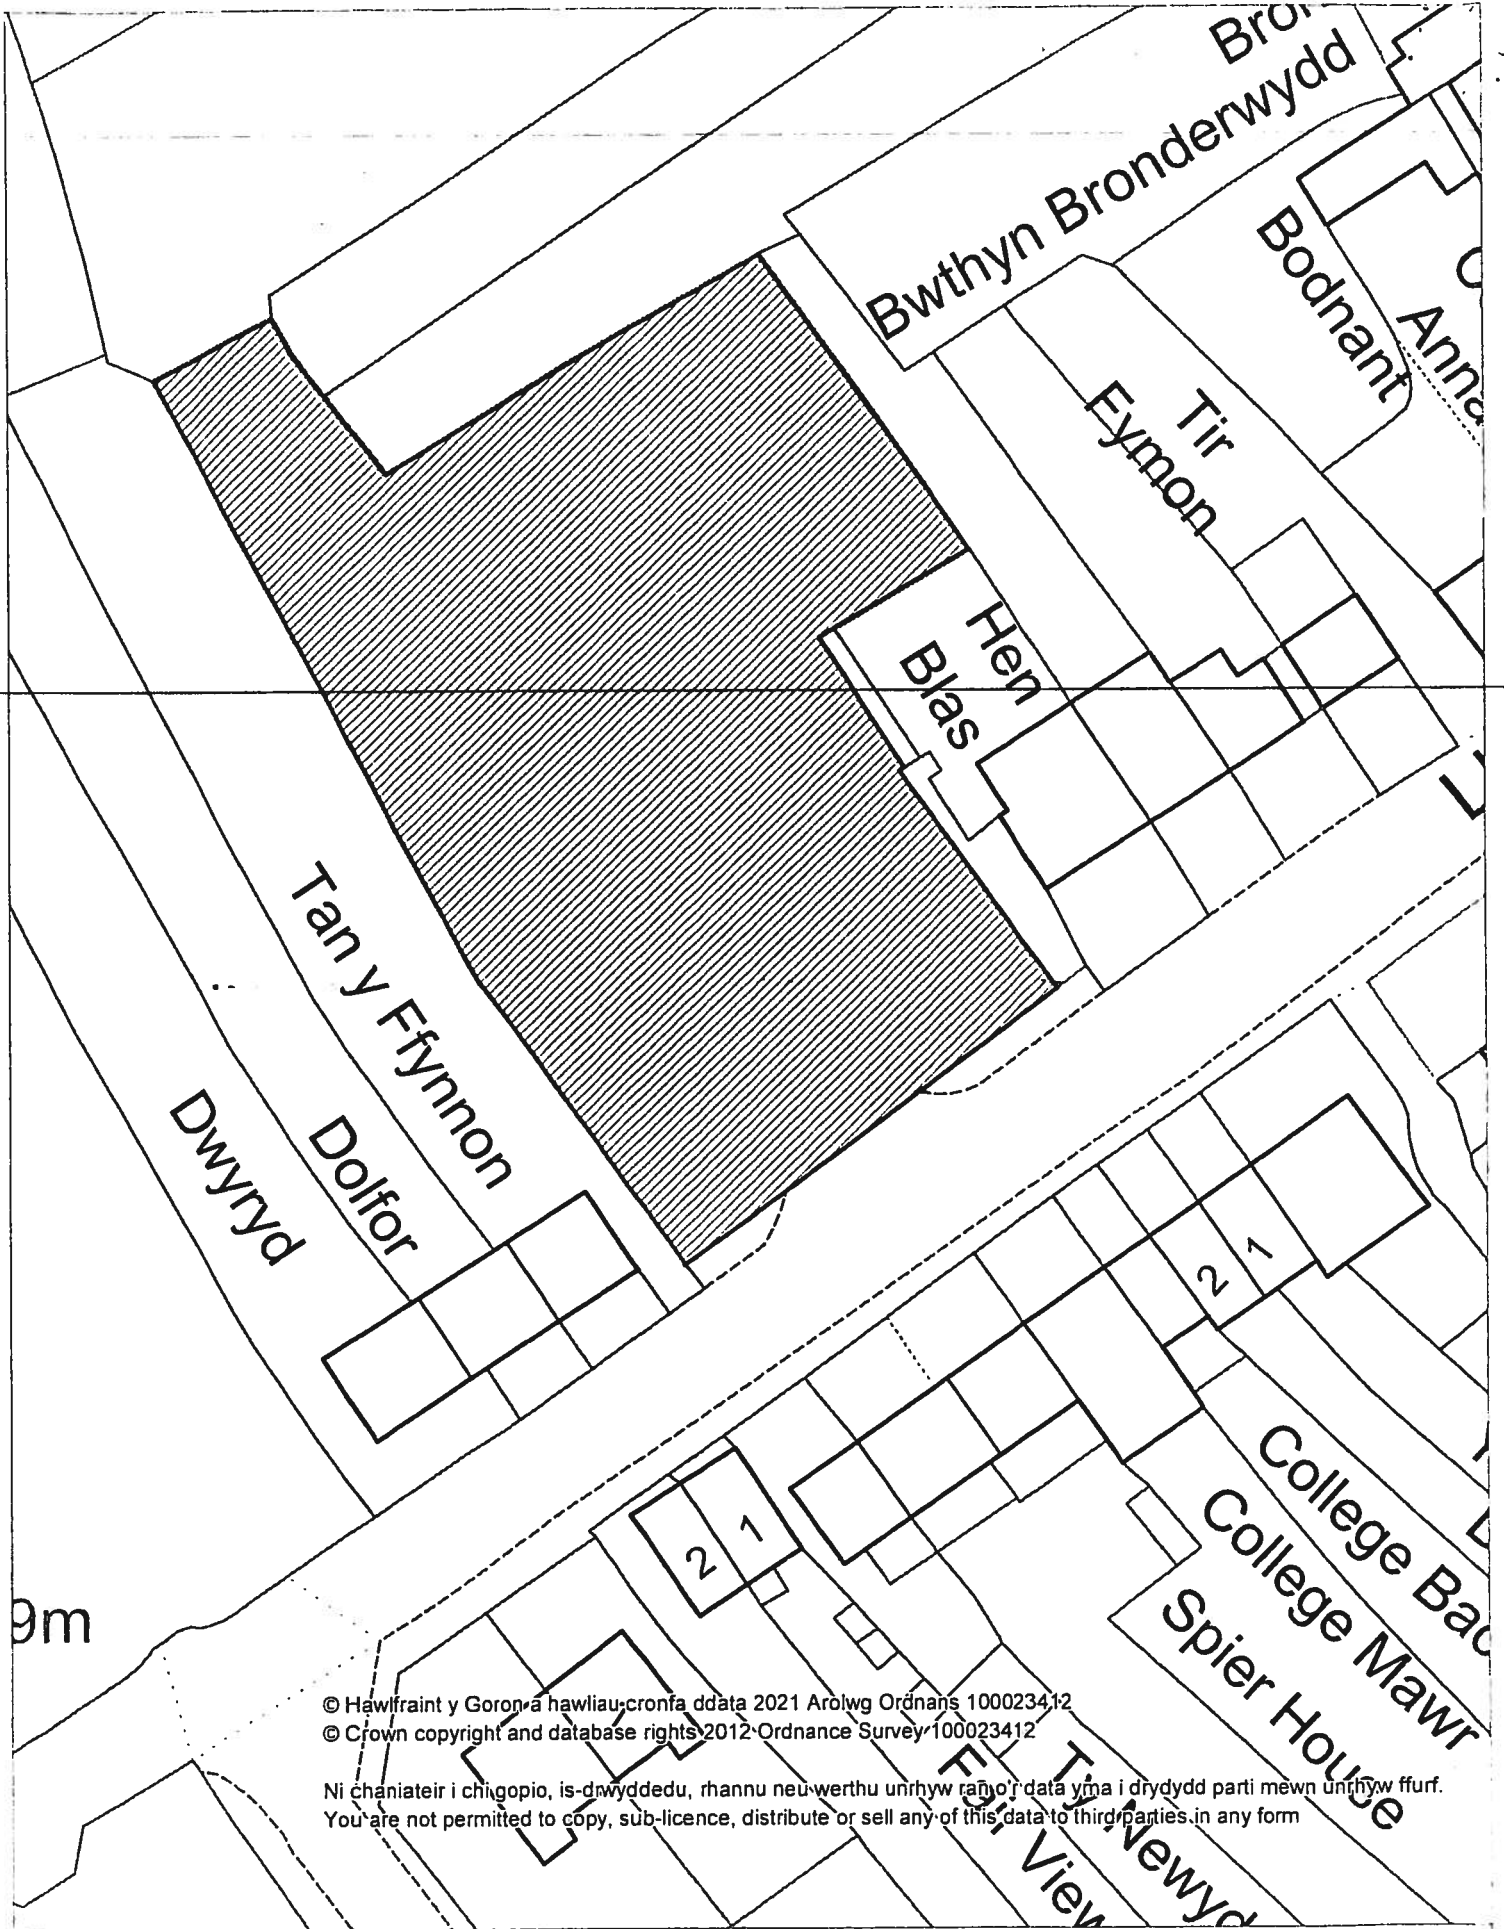 Bwthyn Bronderwydd
Bodnant
Tir
Eymon
Hen
Blas
Tan y Ffynnon
Dolfor
Dwyryd
1
2
1
2
College Mawr
Spier House
9m
© Hawlfraint y Goron a hawliau cronfa ddata 2021 Arolwg Ordnans 100023412
© Crown copyright and database rights 2012 Ordnance Survey 100023412
Ni chaniateir i chi gopio, is-drwyddedu, rhannu neu werthu unrhyw ran o'r data yma i drydydd parti mewn unrhyw ffurf.
You are not permitted to copy, sub-licence, distribute or sell any of this data to third parties in any form
Fair View